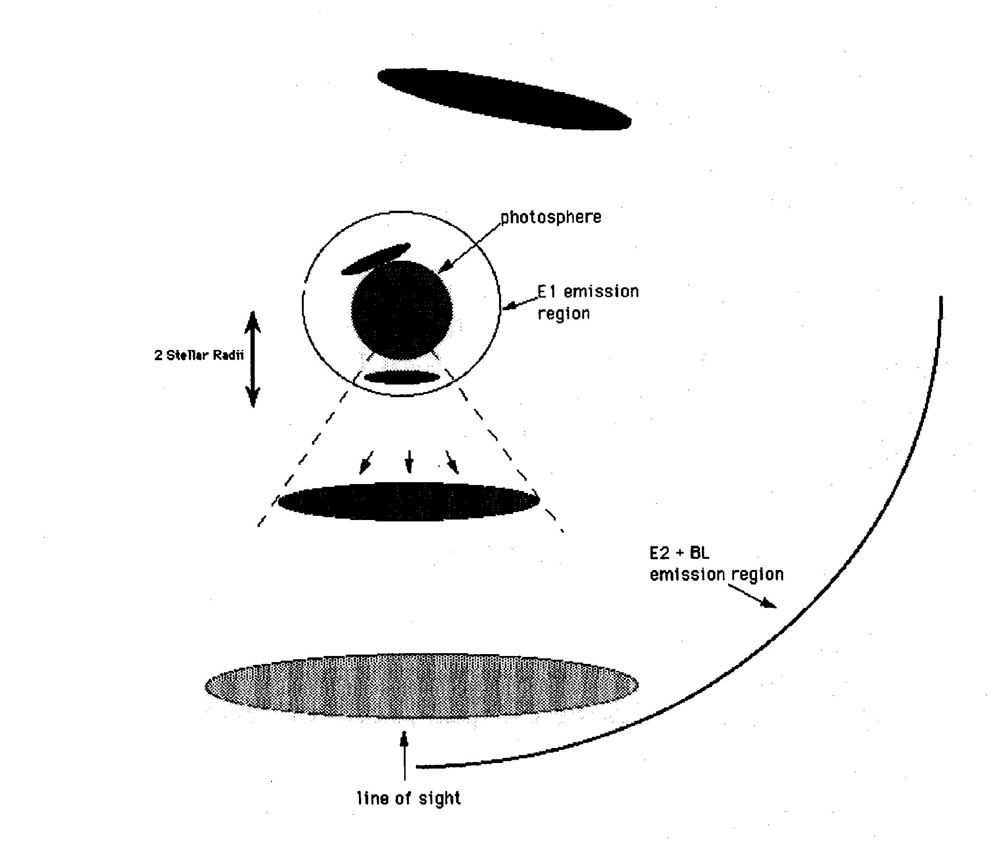 photosphere
E1 emission
region
2 Stellar Radii
E2 + BL
emission region
line of sight